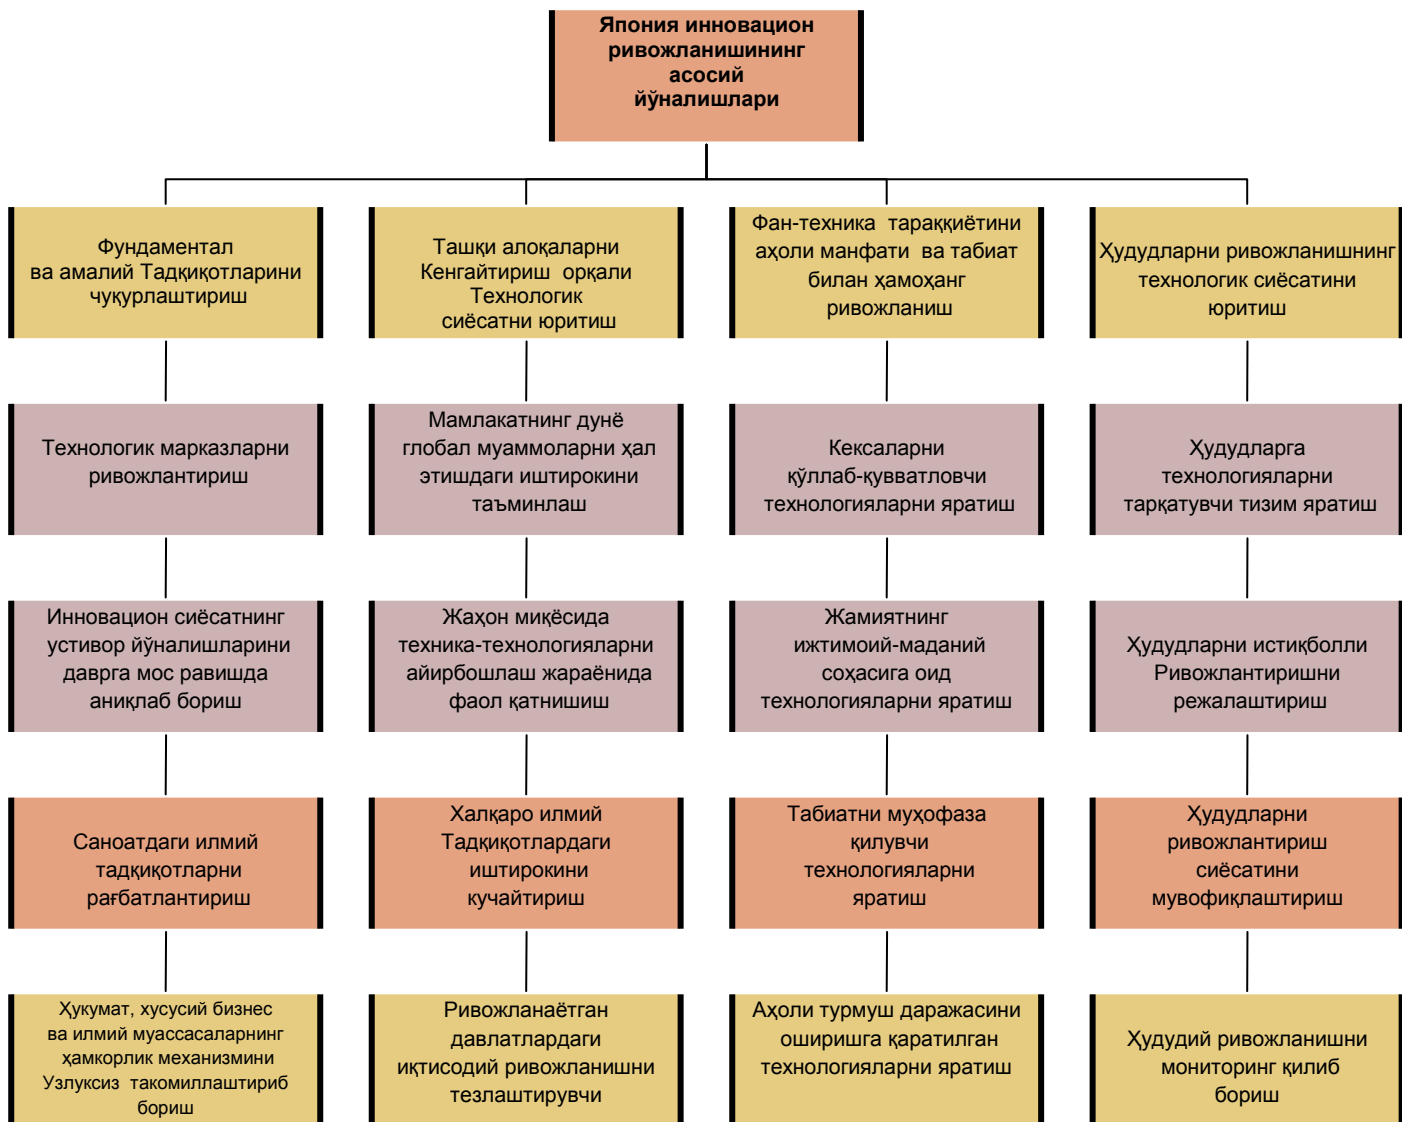 Япония инновацион
ривожланишининг
асосий
йўналишлари
Фундаментал
ва амалий Тадқиқотларини
чуқурлаштириш
Ташқи алоқаларни
Кенгайтириш орқали
Технологик
сиёсатни юритиш
Фан-техника тараққиётини
аҳоли манфати ва табиат
билан ҳамоҳанг
ривожланиш
Ҳудудларни ривожланишнинг
технологик сиёсатини
юритиш
Технологик марказларни
ривожлантириш
Мамлакатнинг дунё
глобал муаммоларни ҳал
этишдаги иштирокини
таъминлаш
Кексаларни
қўллаб-қувватловчи
технологияларни яратиш
Ҳудудларга
технологияларни
тарқатувчи тизим яратиш
Инновацион сиёсатнинг
устивор йўналишларини
даврга мос равишда
аниқлаб бориш
Жаҳон миқёсида
техника-технологияларни
айирбошлаш жараёнида
фаол қатнишиш
Жамиятнинг
ижтимоий-маданий
соҳасига оид
технологияларни яратиш
Ҳудудларни истиқболли
Ривожлантиришни
режалаштириш
Саноатдаги илмий
тадқиқотларни
рағбатлантириш
Халқаро илмий
Тадқиқотлардаги
иштирокини
кучайтириш
Табиатни муҳофаза
қилувчи
технологияларни
яратиш
Ҳудудларни
ривожлантириш
сиёсатини
мувофиқлаштириш
Ҳукумат, хусусий бизнес
ва илмий муассасаларнинг
ҳамкорлик механизмини
Узлуксиз такомиллаштириб
бориш
Ривожланаётган
давлатлардаги
иқтисодий ривожланишни
тезлаштирувчи
Аҳоли турмуш даражасини
оширишга қаратилган
технологияларни яратиш
Ҳудудий ривожланишни
мониторинг қилиб
бориш